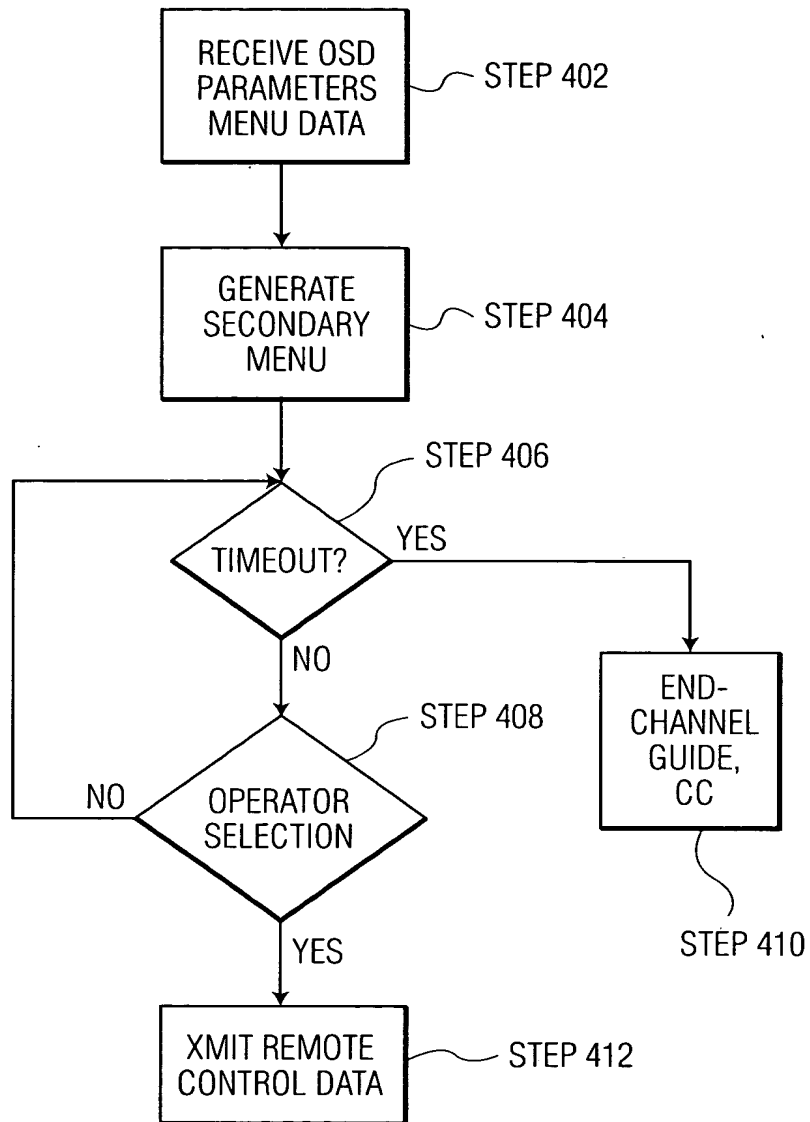 RECEIVE OSD
PARAMETERS
MENU DATA
STEP 402
GENERATE
SECONDARY
MENU
STEP 404
STEP 406
TIMEOUT?
YES
NO
STEP 408
END-
CHANNEL
GUIDE,
CC
NO
OPERATOR
SELECTION
STEP 410
YES
XMIT REMOTE
CONTROL DATA
STEP 412